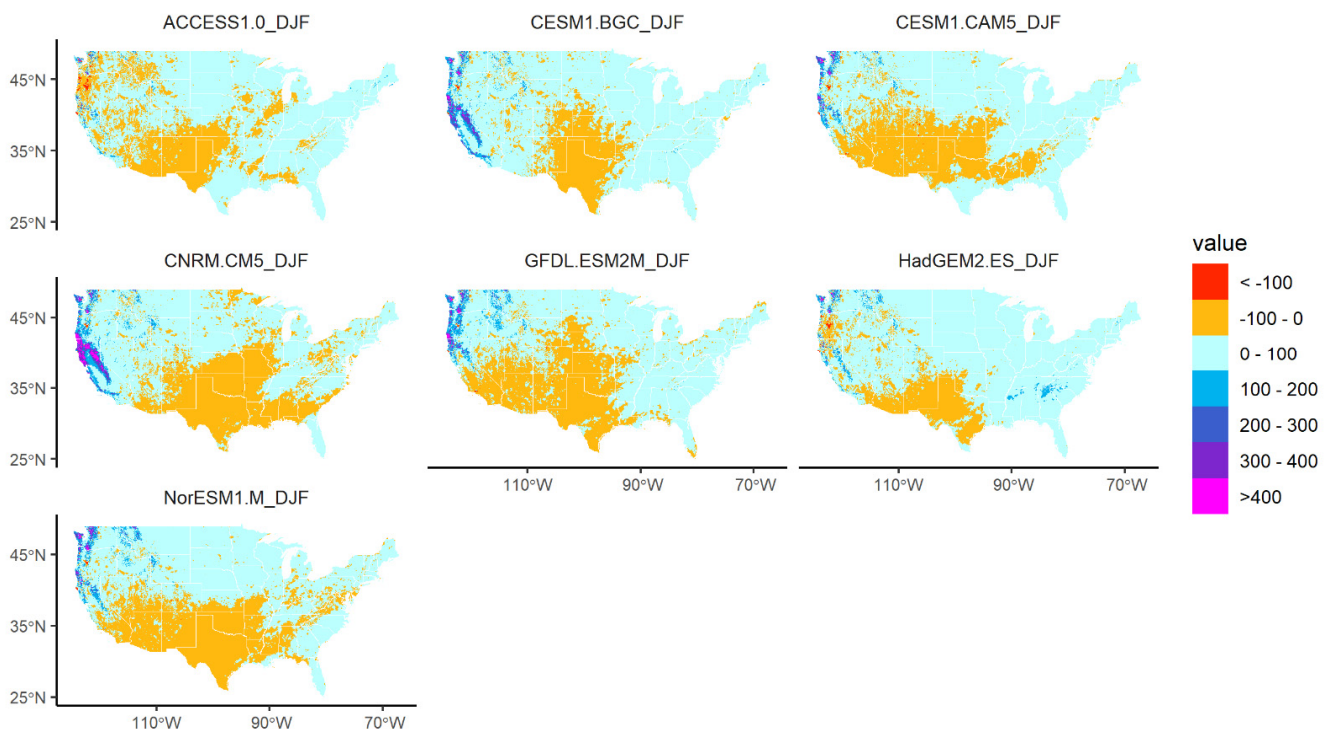 ACCESS1.0_DJF
CESM1.BGC_DJF
CESM1.CAM5_DJF
45°N
35°N
25°N
CNRM.CM5_DJF
GFDL.ESM2M_DJF
HadGEM2.ES_DJF
45°N
35°N
25°N
110°W 90°W 70°W
110°W 90°W 70°W
NorESM1.M_DJF
45°N
35°N
25°N
110°W 90°W 70°W
value
< -100
-100 - 0
0 - 100
100 - 200
200 - 300
300 - 400
>400